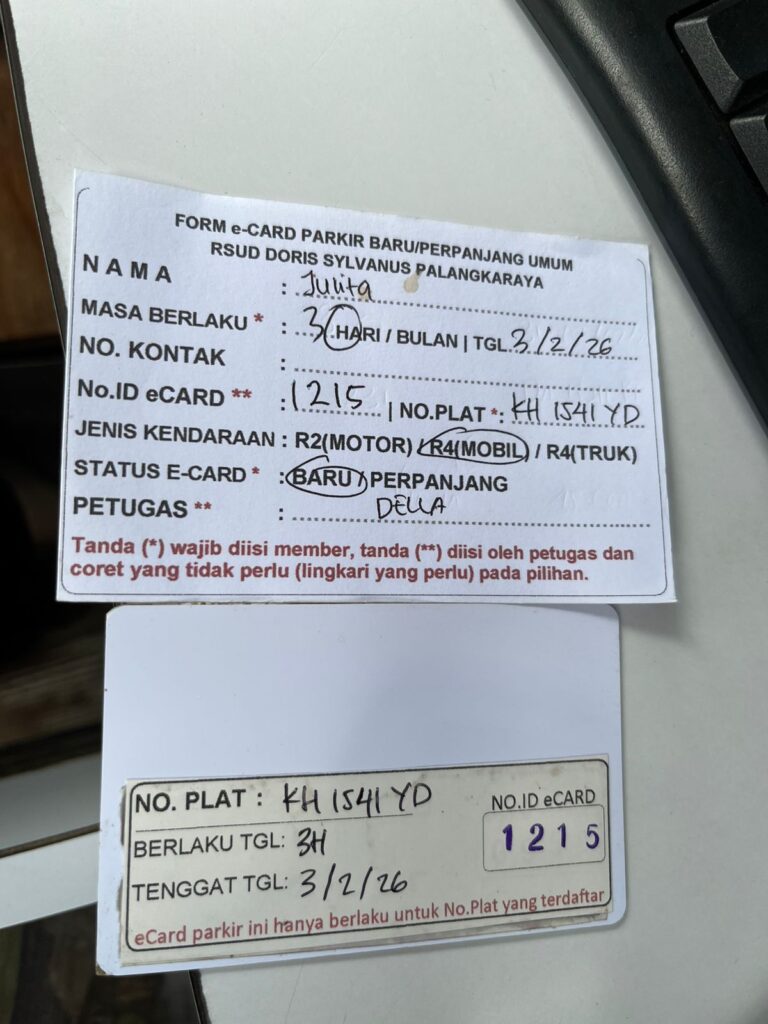 FORM e-CARD PARKIR BARU/PERPANJANG UMUM
RSUD DORIS SYLVANUS PALANGKARAYA
NAMA : Julita
MASA BERLAKU * : 3 HARI / BULAN | TGL 3/2/26
NO. KONTAK :
No.ID eCARD ** : 1215 | NO.PLAT *: KH 1541 YD
JENIS KENDARAAN : R2(MOTOR) / R4(MOBIL) / R4(TRUK)
STATUS E-CARD * : BARU / PERPANJANG
PETUGAS ** : DELLA
Tanda (*) wajib diisi member, tanda (**) diisi oleh petugas dan
coret yang tidak perlu (lingkari yang perlu) pada pilihan.
NO. PLAT : KH 1541 YD
NO.ID eCARD
1215
BERLAKU TGL: 3H
TENGGAT TGL: 3/2/26
eCard parkir ini hanya berlaku untuk No.Plat yang terdaftar